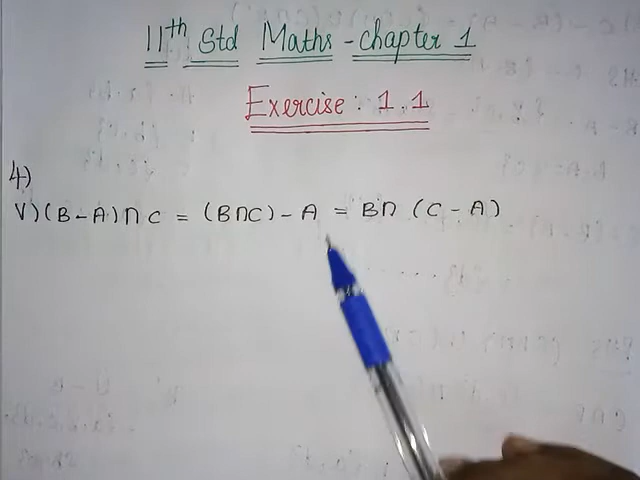 11th Std Maths - chapter 1
Exercise : 1.1
4)
V) (B - A) ∩ C = (B∩C) - A = B∩ (C - A)